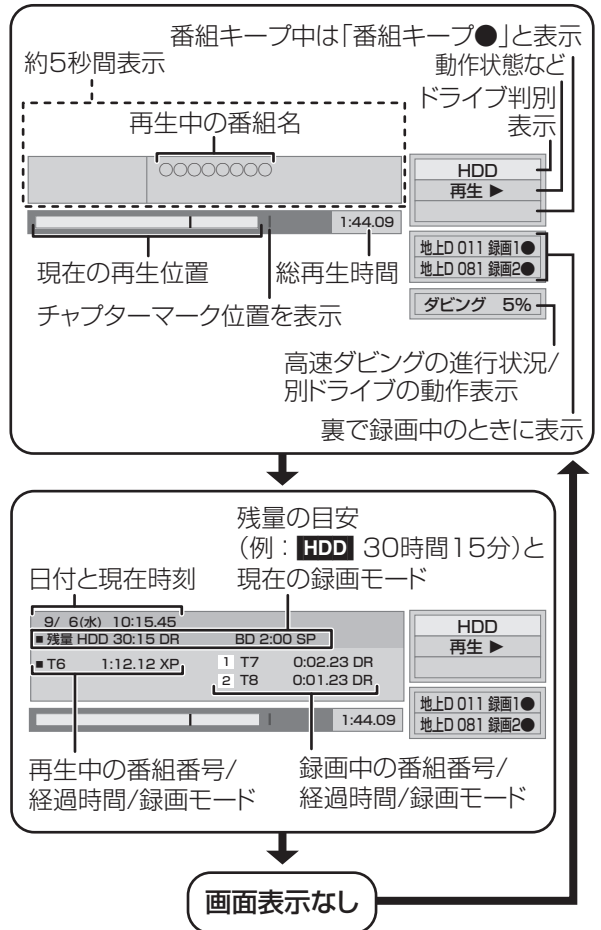 番組キープ中は「番組キープ●」と表示
約5秒間表示
動作状態など
ドライブ判別
表示
再生中の番組名
○○○○○○○○
HDD
再生 ▶
1:44.09
地上D 011 録画1●
地上D 081 録画2●
現在の再生位置
総再生時間
チャプターマーク位置を表示
ダビング 5%
高速ダビングの進行状況/
別ドライブの動作表示
裏で録画中のときに表示
残量の目安
(例：HDD 30時間15分)と
現在の録画モード
日付と現在時刻
9/ 6(水) 10:15.45
■残量 HDD 30:15 DR BD 2:00 SP
■T6 1:12.12 XP
1 T7 0:02.23 DR
2 T8 0:01.23 DR
HDD
再生 ▶
1:44.09
地上D 011 録画1●
地上D 081 録画2●
再生中の番組番号/
経過時間/録画モード
録画中の番組番号/
経過時間/録画モード
画面表示なし